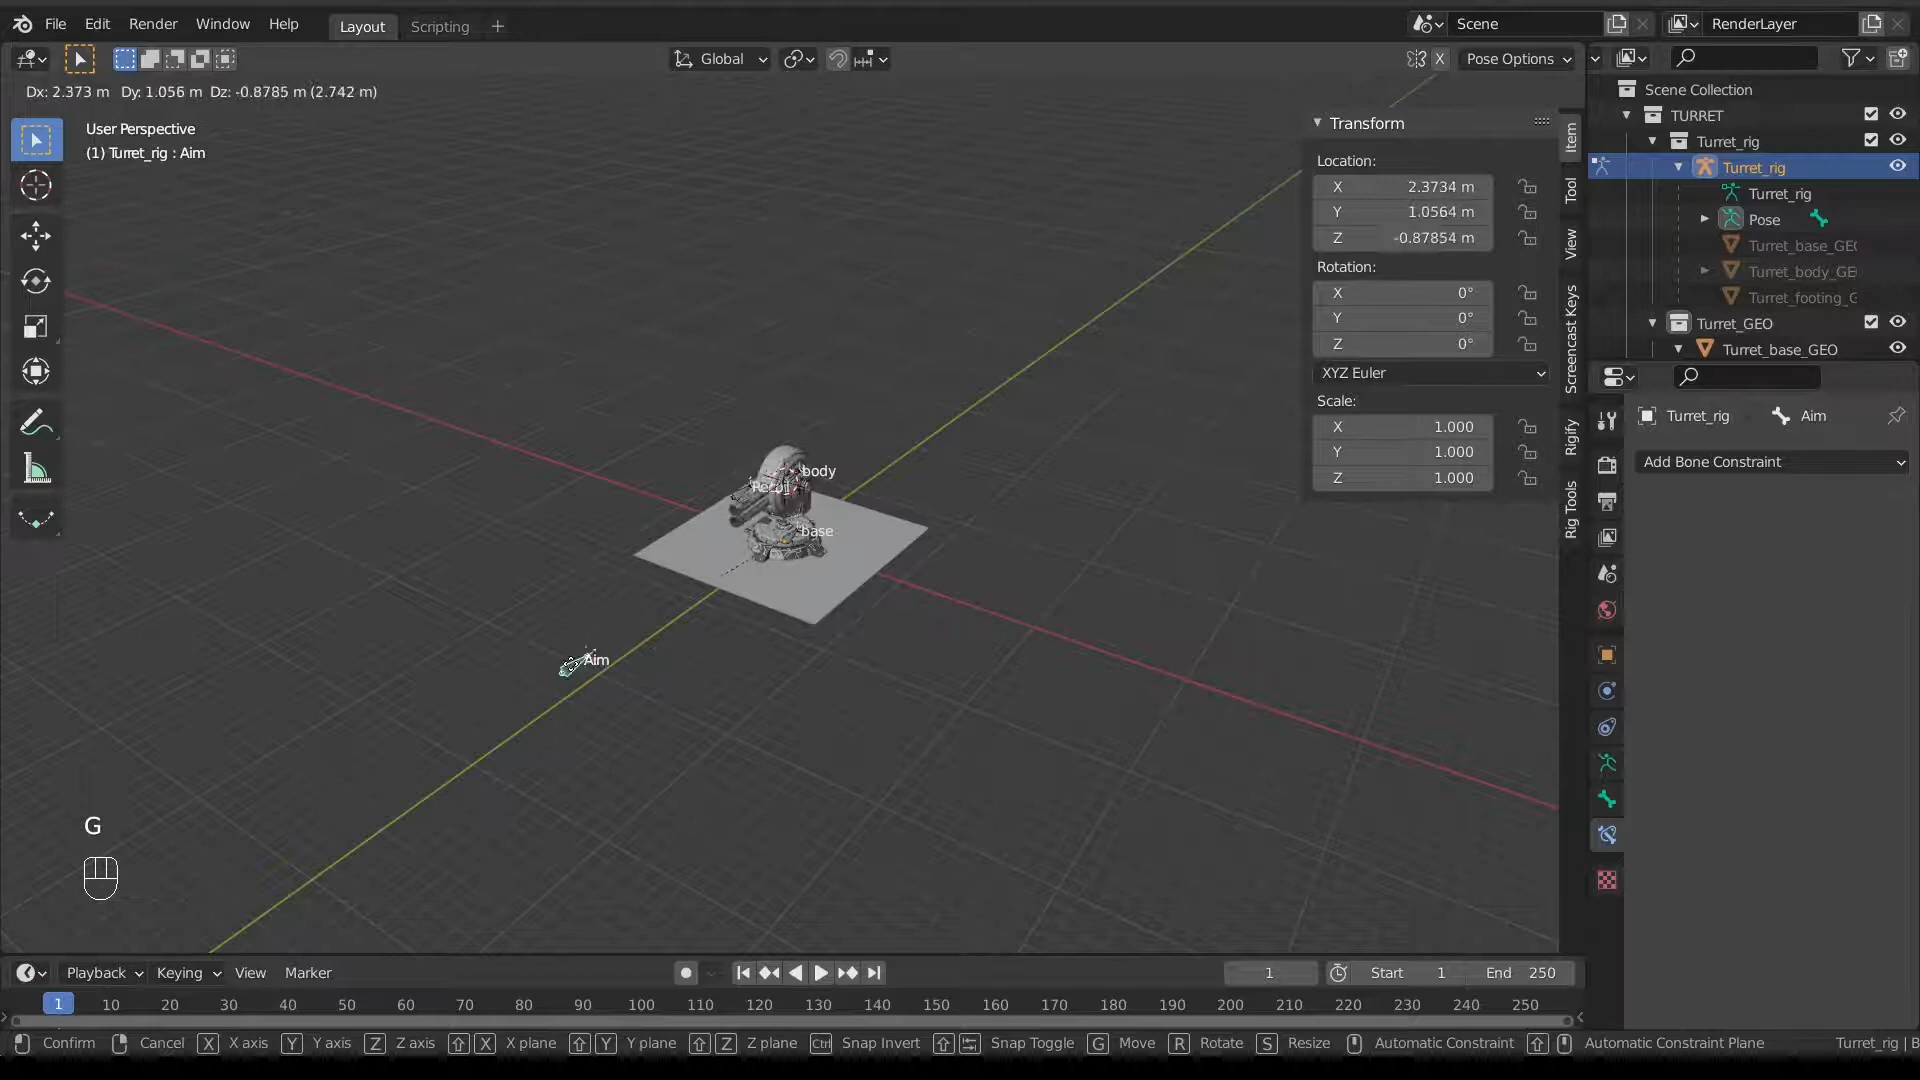 File Edit Render Window Help Layout Scripting + Scene RenderLayer
Global X Pose Options
Dx: 2.373 m Dy: 1.056 m Dz: -0.8785 m (2.742 m)
User Perspective
(1) Turret_rig : Aim
Transform
Location:
X 2.3734 m
Y 1.0564 m
Z -0.87854 m
Rotation:
X 0°
Y 0°
Z 0°
XYZ Euler
Scale:
X 1.000
Y 1.000
Z 1.000
Item
Tool
View
Screencast Keys
Rigify
Rig Tools
Scene Collection
TURRET
Turret_rig
Turret_rig
Turret_rig
Pose
Turret_base_GE
Turret_body_GE
Turret_footing_G
Turret_GEO
Turret_base_GEO
Turret_rig Aim
Add Bone Constraint
body
base
Aim
G
Playback Keying View Marker 1 Start 1 End 250
1 10 20 30 40 50 60 70 80 90 100 110 120 130 140 150 160 170 180 190 200 210 220 230 240 250
Confirm Cancel X X axis Y Y axis Z Z axis X X plane Y Y plane Z Z plane Ctrl Snap Invert Snap Toggle G Move R Rotate S Resize Automatic Constraint Automatic Constraint Plane Turret_rig | B